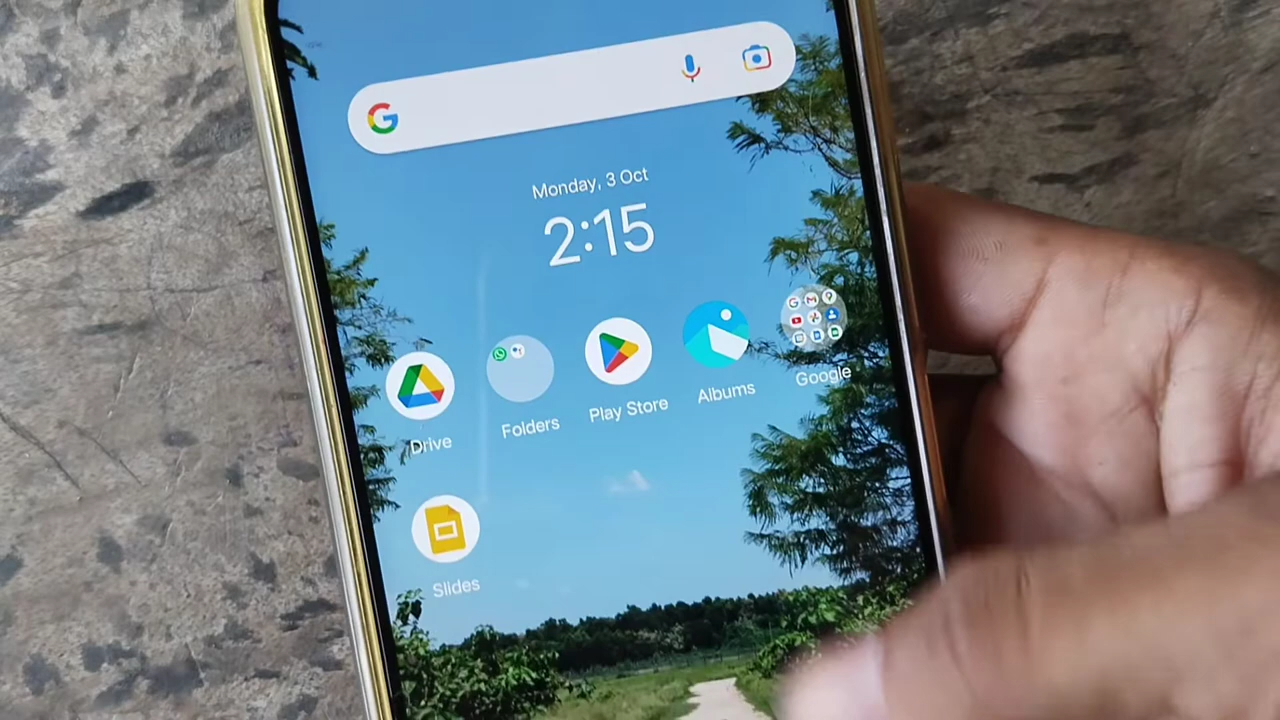 Monday, 3 Oct
2:15
Drive
Folders
Play Store
Albums
Google
Slides